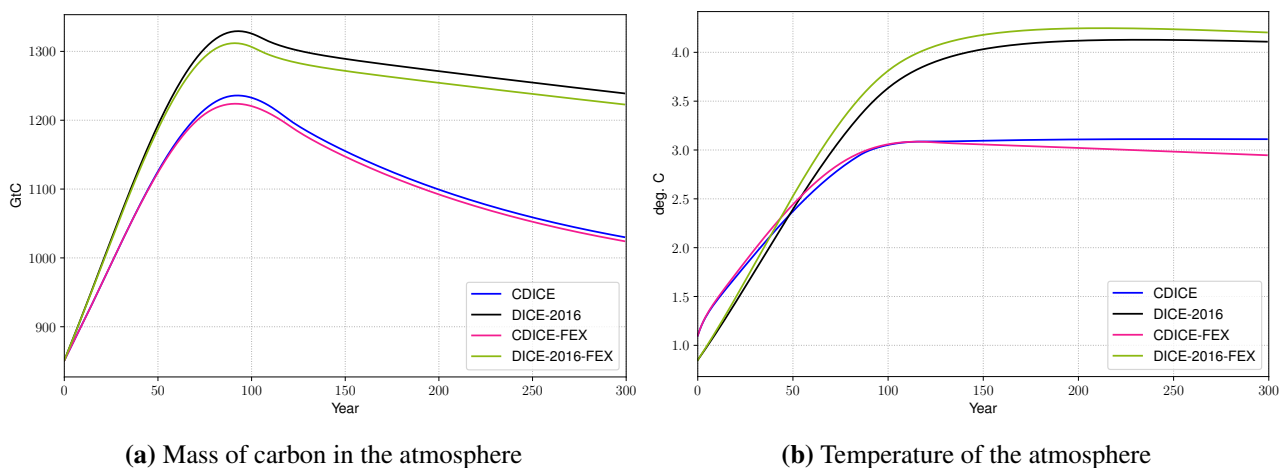 1300
1200
1100
1000
900
GtC
0 50 100 150 200 250 300
Year
CDICE
DICE-2016
CDICE-FEX
DICE-2016-FEX
(a) Mass of carbon in the atmosphere
4.0
3.5
3.0
2.5
2.0
1.5
1.0
deg. C
0 50 100 150 200 250 300
Year
CDICE
DICE-2016
CDICE-FEX
DICE-2016-FEX
(b) Temperature of the atmosphere